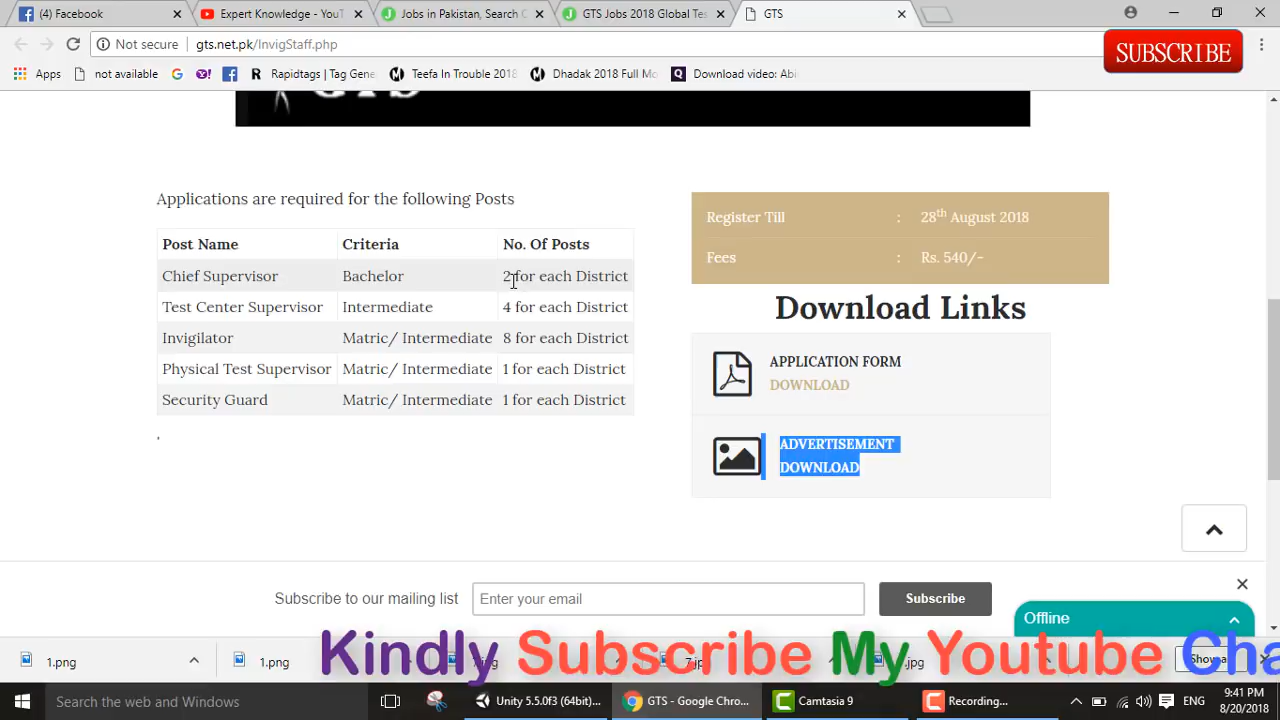 (4) Facebook
Expert Knowledge - YouT
Jobs in Pakistan, Search C
GTS Jobs 2018 Global Tes
GTS
Not secure
gts.net.pk/InvigStaff.php
SUBSCRIBE
Apps
not available
Rapidtags | Tag Gene
Teefa In Trouble 2018
Dhadak 2018 Full Mo
Download video: Abi
GTS
Applications are required for the following Posts
Post Name Criteria No. Of Posts
Chief Supervisor Bachelor 2 for each District
Test Center Supervisor Intermediate 4 for each District
Invigilator Matric/ Intermediate 8 for each District
Physical Test Supervisor Matric/ Intermediate 1 for each District
Security Guard Matric/ Intermediate 1 for each District
Register Till : 28th August 2018
Fees : Rs. 540/-
Download Links
APPLICATION FORM
DOWNLOAD
ADVERTISEMENT
DOWNLOAD
Subscribe to our mailing list
Enter your email
Subscribe
Offline
Kindly Subscribe My Youtube Cha
1.png
1.png
Search the Web and Windows
Unity 5.5.0f3 (64bit)...
GTS - Google Chro...
Camtasia 9
Recording...
ENG
9:41 PM
8/20/2018